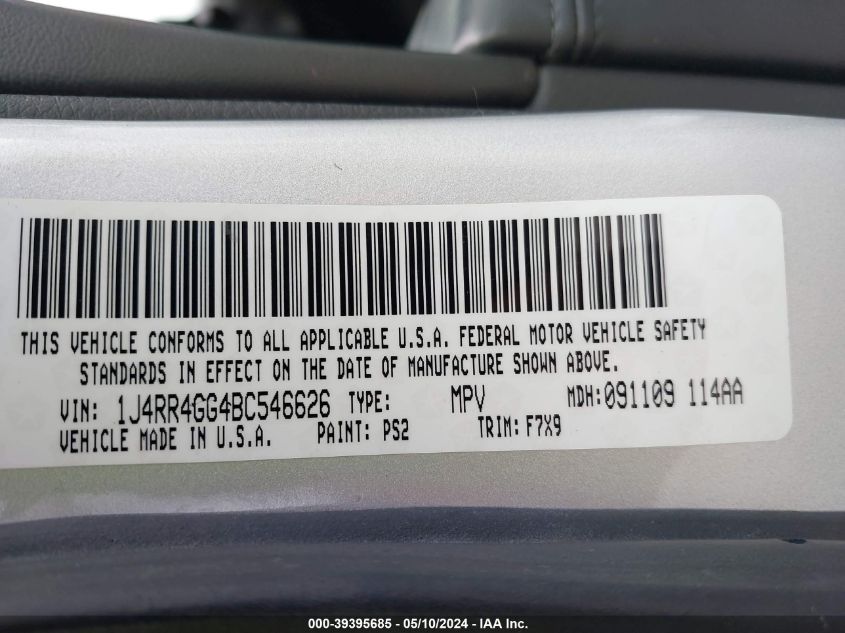 THIS VEHICLE CONFORMS TO ALL APPLICABLE U.S.A. FEDERAL MOTOR VEHICLE SAFETY
STANDARDS IN EFFECT ON THE DATE OF MANUFACTURE SHOWN ABOVE.
VIN: 1J4RR4GG4BC546626 TYPE: MPV MDH:091109 114AA
VEHICLE MADE IN U.S.A. PAINT: PS2 TRIM: F7X9
000-39395685 - 05/10/2024 - IAA Inc.